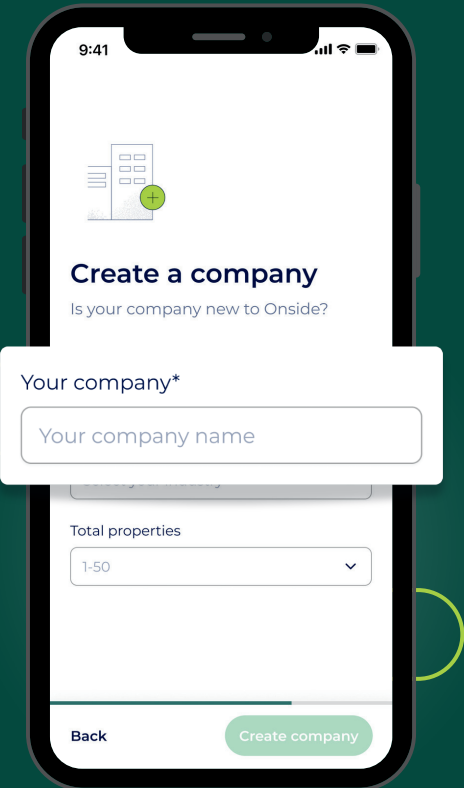 9:41
Create a company
Is your company new to Onside?
Your company*
Your company name
Total properties
1-50
Back
Create company